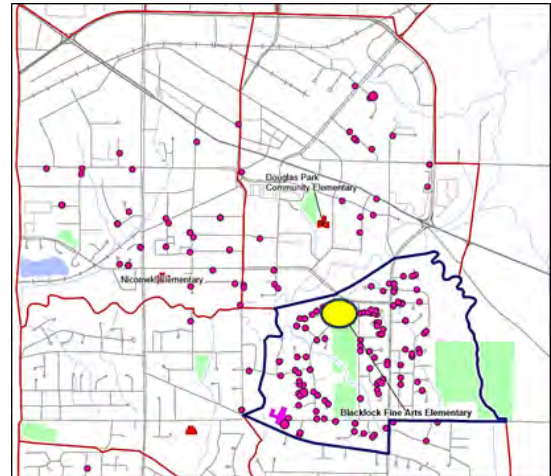 Douglas Park
Community Elementary
Nicomekl Elementary
Blacklock Fine Arts Elementary